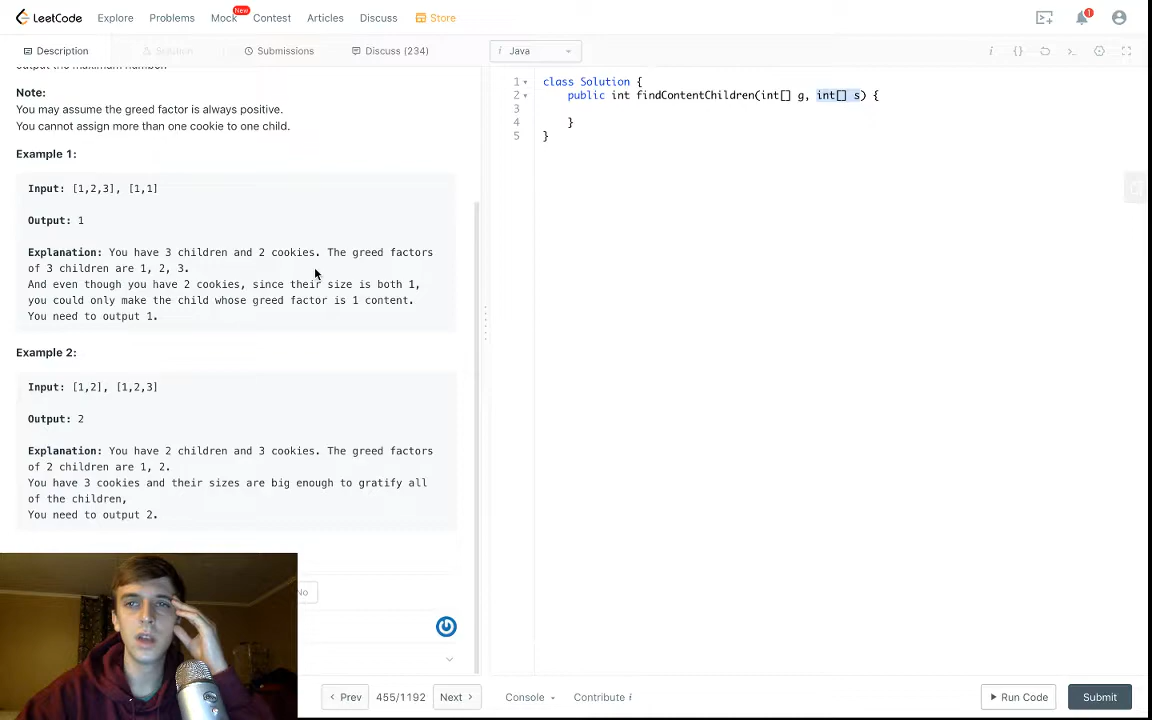 LeetCode
Explore
Problems
Mock
New
Contest
Articles
Discuss
Store
1
Description
Solution
Submissions
Discuss (234)
i Java
output the maximum number.
Note:
You may assume the greed factor is always positive.
You cannot assign more than one cookie to one child.
Example 1:
Input: [1,2,3], [1,1]
Output: 1
Explanation: You have 3 children and 2 cookies. The greed factors
of 3 children are 1, 2, 3.
And even though you have 2 cookies, since their size is both 1,
you could only make the child whose greed factor is 1 content.
You need to output 1.
Example 2:
Input: [1,2], [1,2,3]
Output: 2
Explanation: You have 2 children and 3 cookies. The greed factors
of 2 children are 1, 2.
You have 3 cookies and their sizes are big enough to gratify all
of the children,
You need to output 2.
No
Prev
455/1192
Next
1 class Solution {
2 public int findContentChildren(int[] g, int[] s) {
3
4 }
5 }
Console
Contribute i
Run Code
Submit